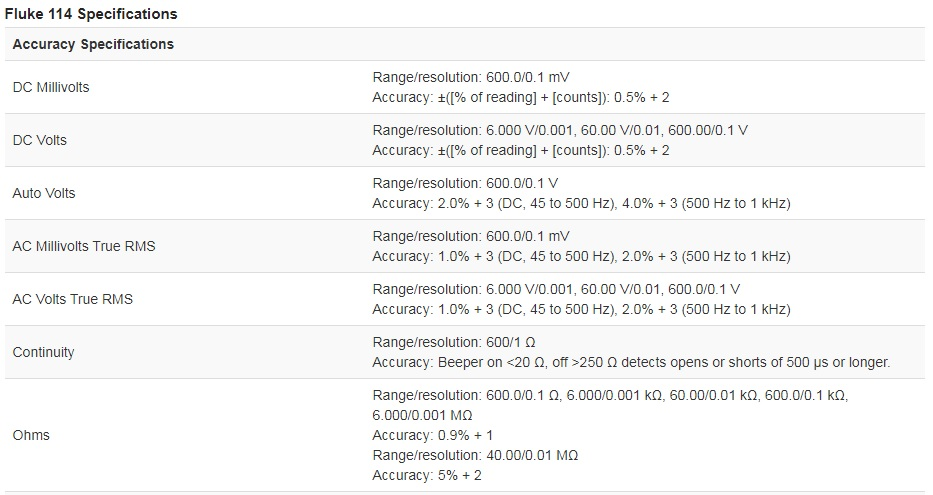 Fluke 114 Specifications
Accuracy Specifications
DC Millivolts
Range/resolution: 600.0/0.1 mV
Accuracy: ±([% of reading] + [counts]): 0.5% + 2
DC Volts
Range/resolution: 6.000 V/0.001, 60.00 V/0.01, 600.00/0.1 V
Accuracy: ±([% of reading] + [counts]): 0.5% + 2
Auto Volts
Range/resolution: 600.0/0.1 V
Accuracy: 2.0% + 3 (DC, 45 to 500 Hz), 4.0% + 3 (500 Hz to 1 kHz)
AC Millivolts True RMS
Range/resolution: 600.0/0.1 mV
Accuracy: 1.0% + 3 (DC, 45 to 500 Hz), 2.0% + 3 (500 Hz to 1 kHz)
AC Volts True RMS
Range/resolution: 6.000 V/0.001, 60.00 V/0.01, 600.0/0.1 V
Accuracy: 1.0% + 3 (DC, 45 to 500 Hz), 2.0% + 3 (500 Hz to 1 kHz)
Continuity
Range/resolution: 600/1 Ω
Accuracy: Beeper on <20 Ω, off >250 Ω detects opens or shorts of 500 μs or longer.
Ohms
Range/resolution: 600.0/0.1 Ω, 6.000/0.001 kΩ, 60.00/0.01 kΩ, 600.0/0.1 kΩ,
6.000/0.001 MΩ
Accuracy: 0.9% + 1
Range/resolution: 40.00/0.01 MΩ
Accuracy: 5% + 2